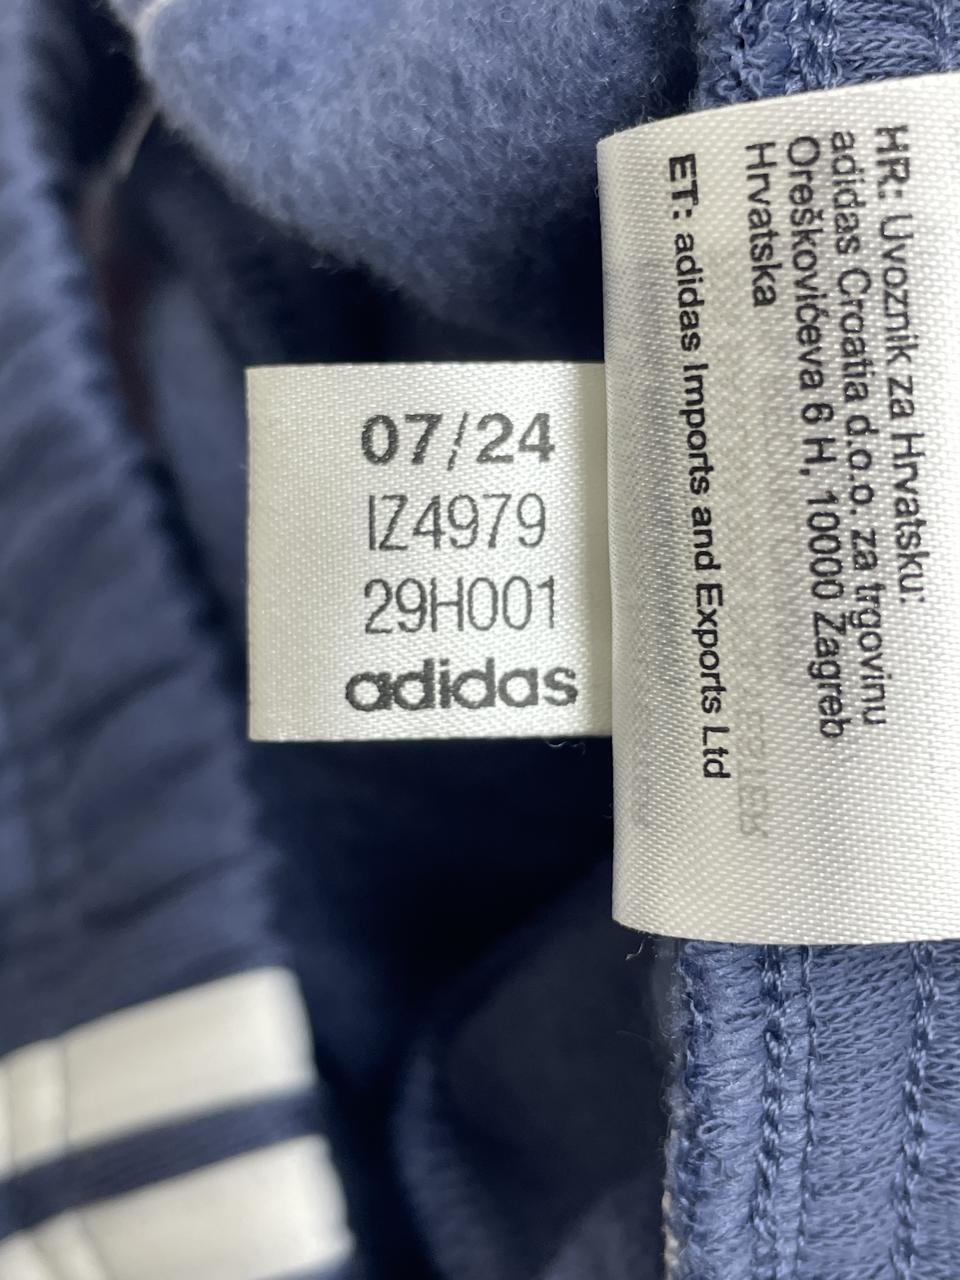 07/24
IZ4979
29H001
adidas
HR: Uvoznik za Hrvatsku:
adidas Croatia d.o.o. za trgovinu
Oreškovićeva 6 H, 10000 Zagreb
Hrvatska
ET: adidas Imports and Exports Ltd